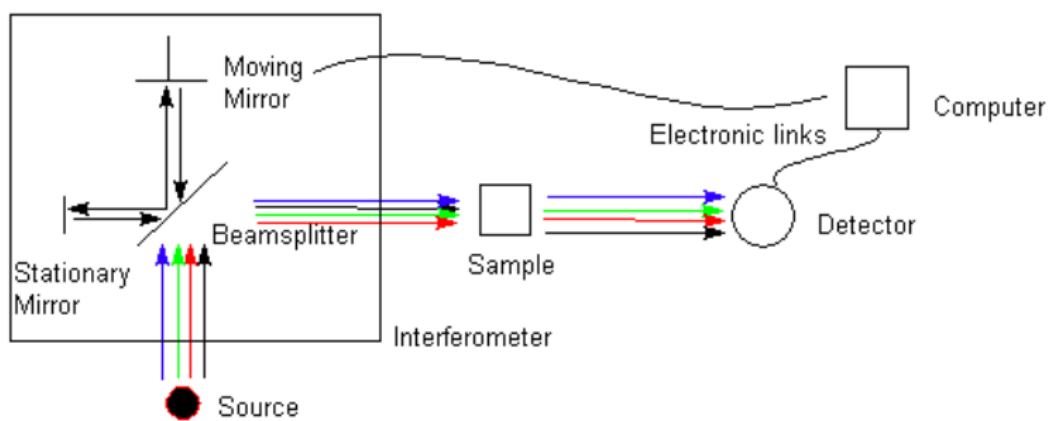 Moving
Mirror
Computer
Electronic links
Beamsplitter
Detector
Sample
Stationary
Mirror
Interferometer
Source